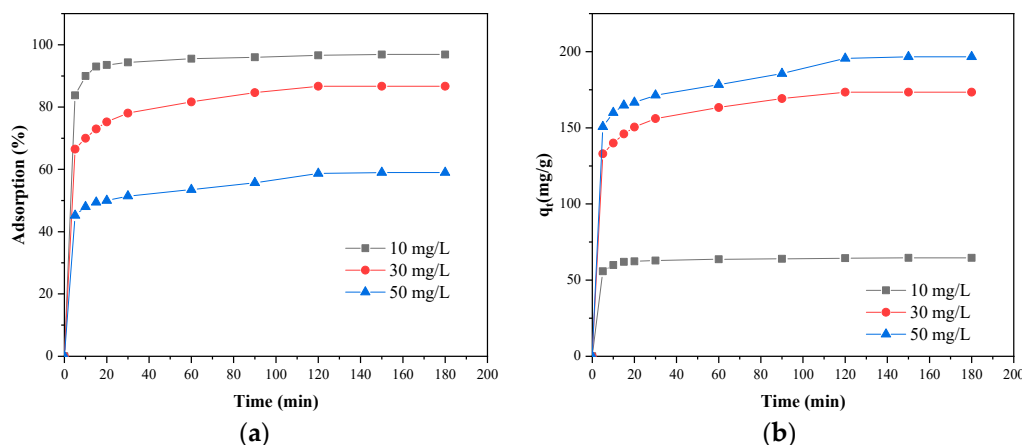 100
80
60
40
20
0
Adsorption (%)
10 mg/L
30 mg/L
50 mg/L
0 20 40 60 80 100 120 140 160 180 200
Time (min)
(a)
200
150
100
50
0
qt(mg/g)
10 mg/L
30 mg/L
50 mg/L
0 20 40 60 80 100 120 140 160 180 200
Time (min)
(b)